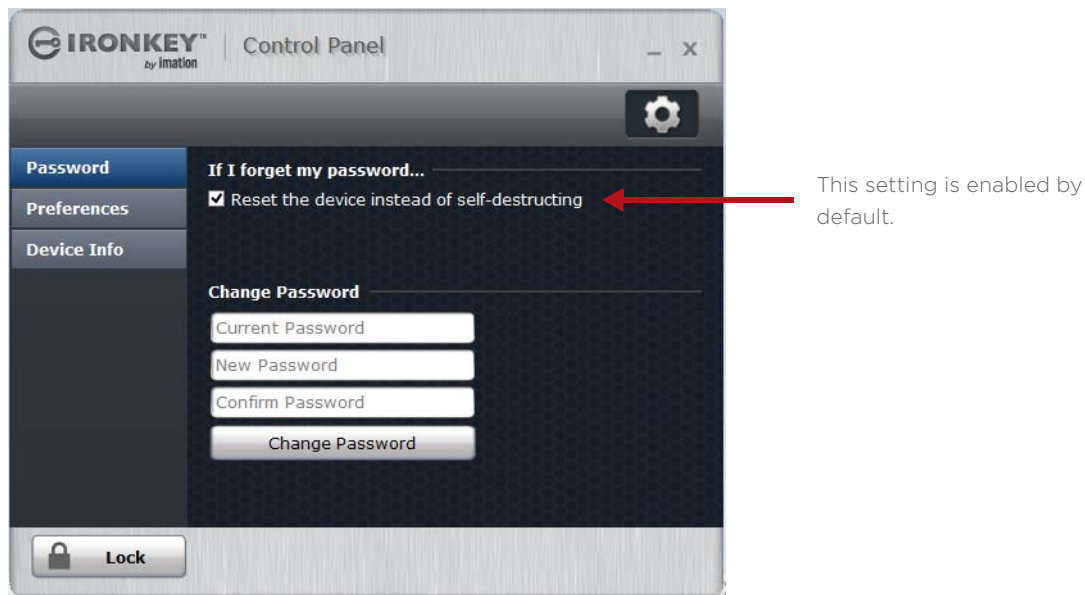 IRONKEY™ Control Panel
by imation
Password
Preferences
Device Info
If I forget my password...
Reset the device instead of self-destructing
Change Password
Current Password
New Password
Confirm Password
Change Password
Lock
This setting is enabled by
default.